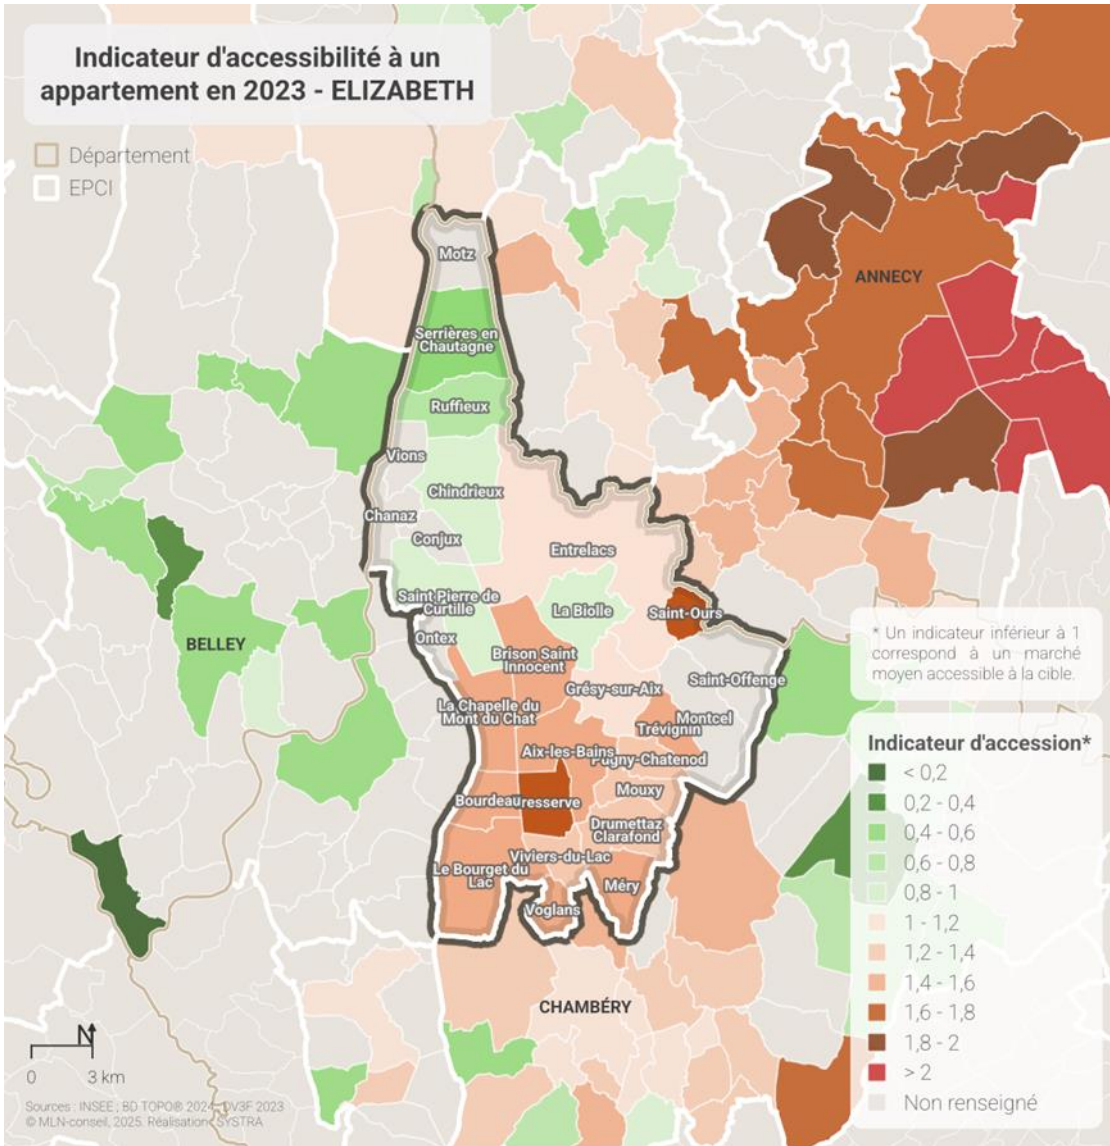 Indicateur d'accessibilité à un
appartement en 2023 - ELIZABETH
Département
EPCI
Motz
ANNECY
Serrières en
Chautagne
Ruffieux
Vions
Chindrieux
Chanaz
Conjux
Entrelacs
Saint Pierre de
Curtille
La Biolle
Saint-Ours
Ontex
BELLEY
Brison Saint
Innocent
Saint-Offenge
Grésy-sur-Aix
La Chapelle du
Mont du Chat
Montcel
Trévignin
Aix-les-Bains
Pugny-Chatenod
Mouxy
Bourdeau
resserve
Drumettaz
Clarafond
Viviers-du-Lac
Le Bourget du
Lac
Méry
Voglans
CHAMBÉRY
* Un indicateur inférieur à 1
correspond à un marché
moyen accessible à la cible.
Indicateur d'accession*
< 0,2
0,2 - 0,4
0,4 - 0,6
0,6 - 0,8
0,8 - 1
1 - 1,2
1,2 - 1,4
1,4 - 1,6
1,6 - 1,8
1,8 - 2
> 2
Non renseigné
N
0 3 km
Sources : INSEE ; BD TOPO® 2024, DV3F 2023
© MLN-conseil, 2025. Réalisation : SYSTRA